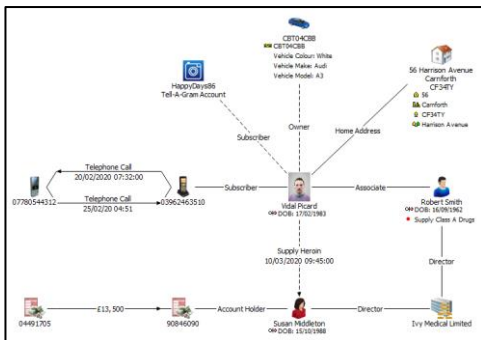 CBT04CBB
CBT04CBB
Vehicle Colour: White
Vehicle Make: Audi
Vehicle Model: A3
HappyDays86
Tell-A-Gram Account
56 Harrison Avenue
Carnforth
CF34TY
56
Carnforth
CF34TY
Harrison Avenue
Subscriber
Owner
Home Address
Telephone Call
20/02/2020 07:32:00
Telephone Call
25/02/20 04:51
07780544312
03962463510
Subscriber
Associate
Vidal Picard
DOB: 17/02/1983
Robert Smith
DOB: 16/09/1962
Supply Class A Drugs
Supply Heroin
10/03/2020 09:45:00
Director
£13,500
Account Holder
Director
04491705
90846090
Susan Middleton
DOB: 15/10/1988
Ivy Medical Limited